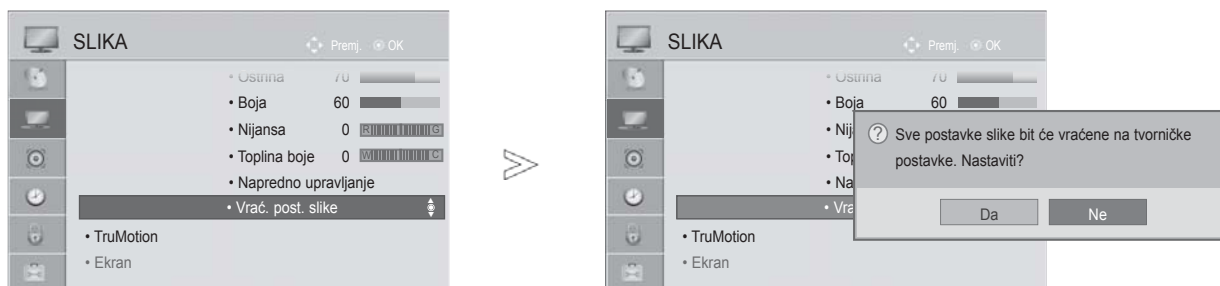 SLIKA
Premj. OK
• Oštrina 70
• Boja 60
• Nijansa 0 R G
• Toplina boje 0 W C
• Napredno upravljanje
• Vrać. post. slike
• TruMotion
• Ekran
SLIKA
Premj. OK
• Oštrina 70
• Boja 60
• Nij
• Top
• Na
• Vra
• TruMotion
• Ekran
? Sve postavke slike bit će vraćene na tvorničke
postavke. Nastaviti?
Da Ne